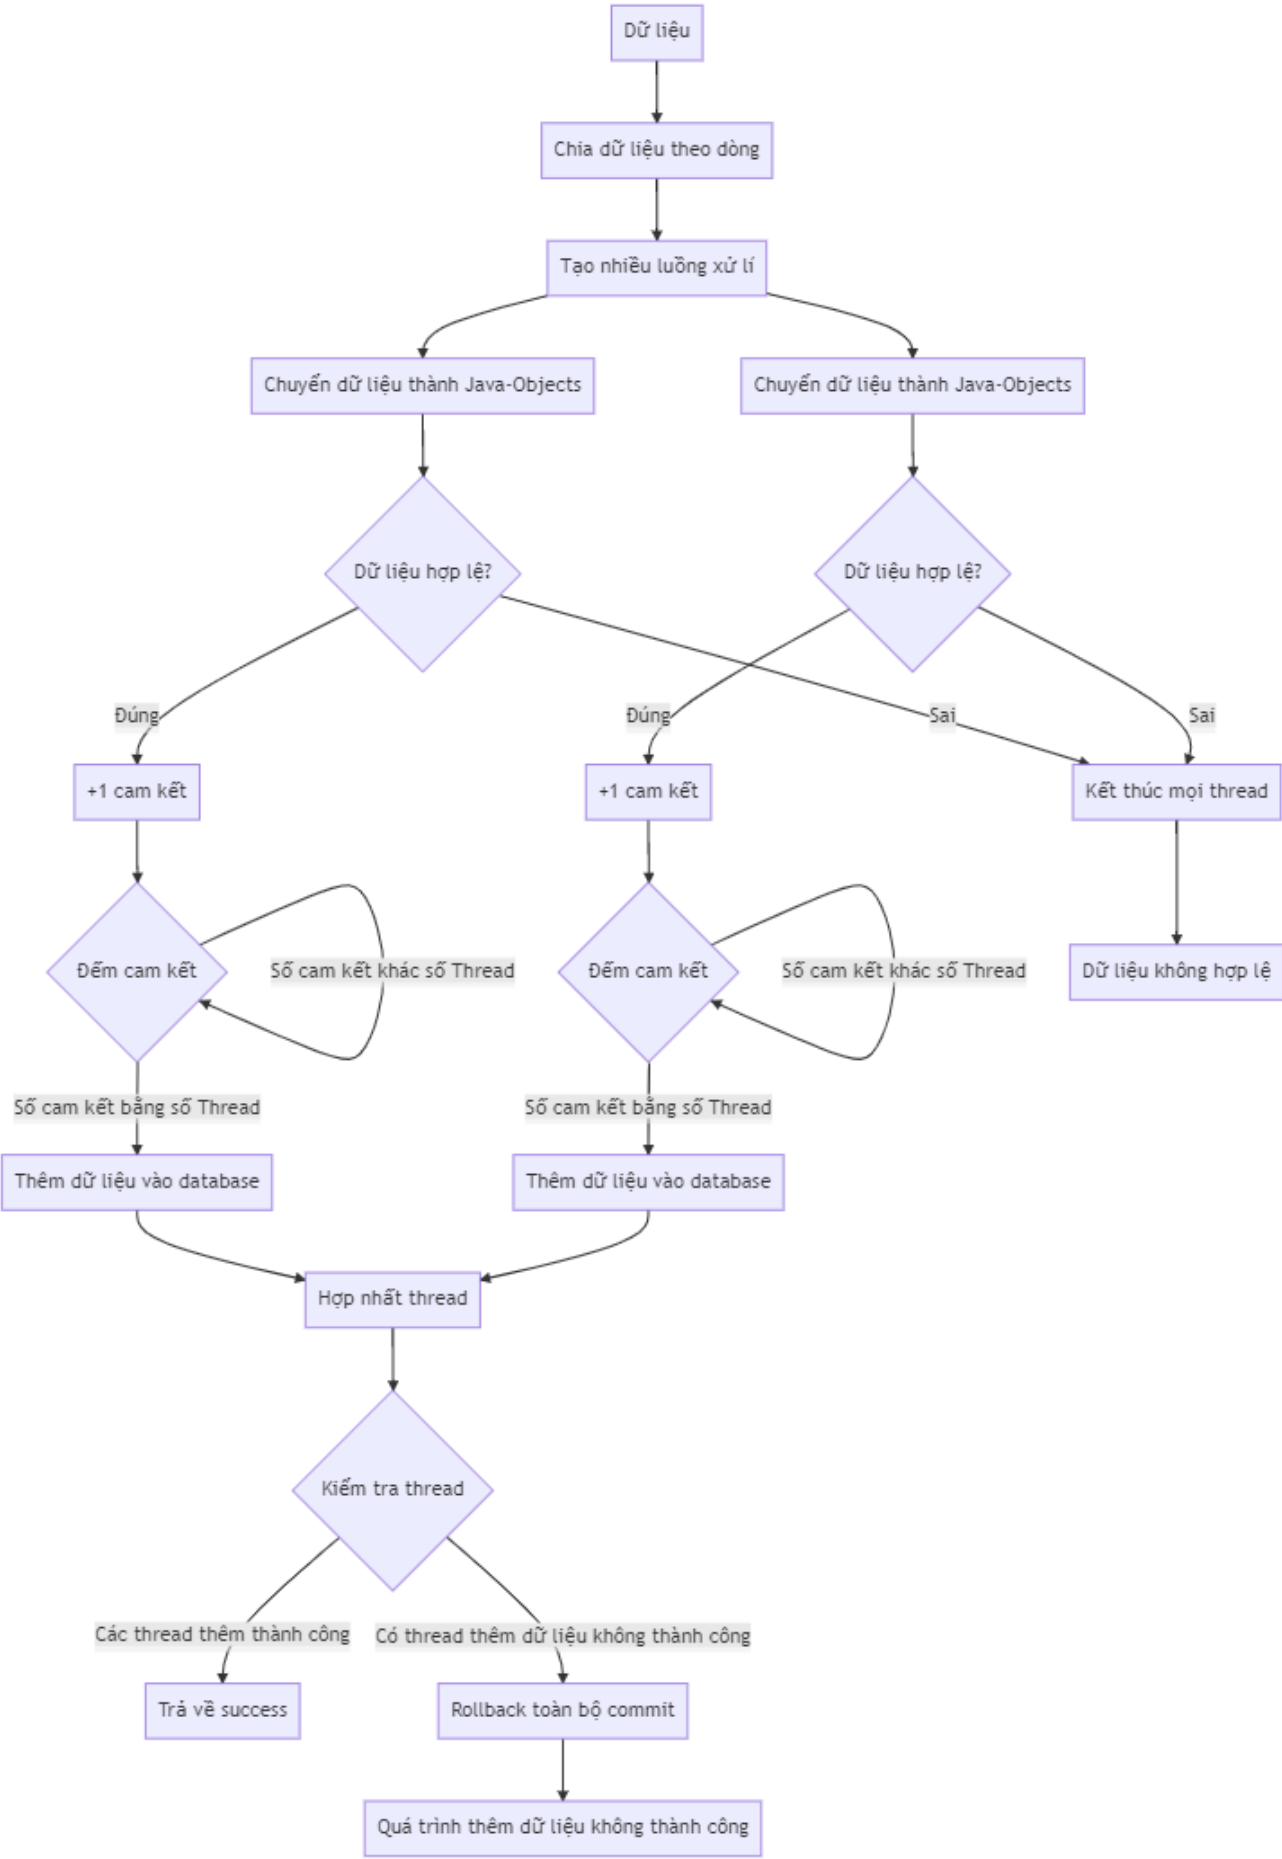 Dữ liệu
Chia dữ liệu theo dòng
Tạo nhiều luồng xử lí
Chuyển dữ liệu thành Java-Objects
Chuyển dữ liệu thành Java-Objects
Dữ liệu hợp lệ?
Dữ liệu hợp lệ?
Đúng
Đúng
Sai
Sai
+1 cam kết
+1 cam kết
Kết thúc mọi thread
Đếm cam kết
Số cam kết khác số Thread
Đếm cam kết
Số cam kết khác số Thread
Dữ liệu không hợp lệ
Số cam kết bằng số Thread
Số cam kết bằng số Thread
Thêm dữ liệu vào database
Thêm dữ liệu vào database
Hợp nhất thread
Kiểm tra thread
Các thread thêm thành công
Có thread thêm dữ liệu không thành công
Trả về success
Rollback toàn bộ commit
Quá trình thêm dữ liệu không thành công